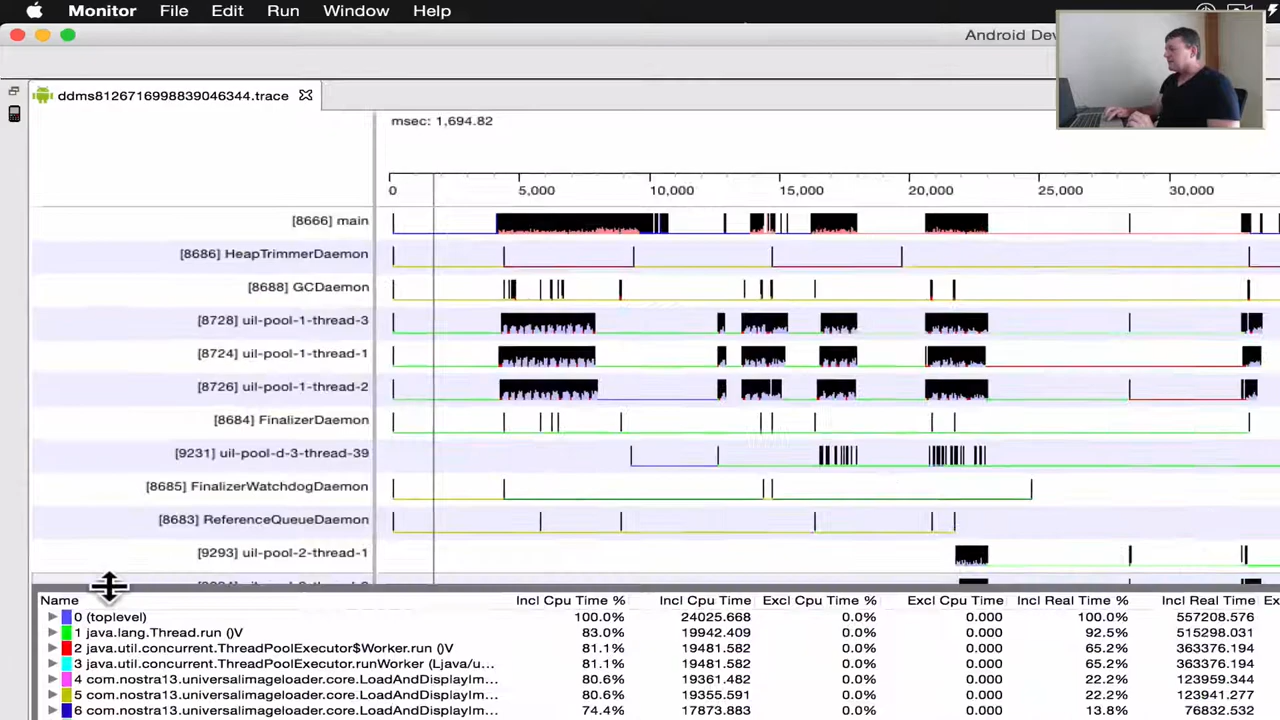 Monitor File Edit Run Window Help
Android Dev
ddms8126716998839046344.trace
msec: 1,694.82
0 5,000 10,000 15,000 20,000 25,000 30,000
[8666] main
[8686] HeapTrimmerDaemon
[8688] GCDaemon
[8728] uil-pool-1-thread-3
[8724] uil-pool-1-thread-1
[8726] uil-pool-1-thread-2
[8684] FinalizerDaemon
[9231] uil-pool-d-3-thread-39
[8685] FinalizerWatchdogDaemon
[8683] ReferenceQueueDaemon
[9293] uil-pool-2-thread-1
Name Incl Cpu Time % Incl Cpu Time Excl Cpu Time % Excl Cpu Time Incl Real Time % Incl Real Time Ex
0 (toplevel) 100.0% 24025.668 0.0% 0.000 100.0% 557208.576
1 java.lang.Thread.run ()V 83.0% 19942.409 0.0% 0.000 92.5% 515298.031
2 java.util.concurrent.ThreadPoolExecutor$Worker.run ()V 81.1% 19481.582 0.0% 0.000 65.2% 363376.194
3 java.util.concurrent.ThreadPoolExecutor.runWorker (Ljava/u... 81.1% 19481.582 0.0% 0.000 65.2% 363376.194
4 com.nostra13.universalimageloader.core.LoadAndDisplayIm... 80.6% 19361.482 0.0% 0.000 22.2% 123959.344
5 com.nostra13.universalimageloader.core.LoadAndDisplayIm... 80.6% 19355.591 0.0% 0.000 22.2% 123941.277
6 com.nostra13.universalimageloader.core.LoadAndDisplayIm... 74.4% 17873.883 0.0% 0.000 13.8% 76832.532